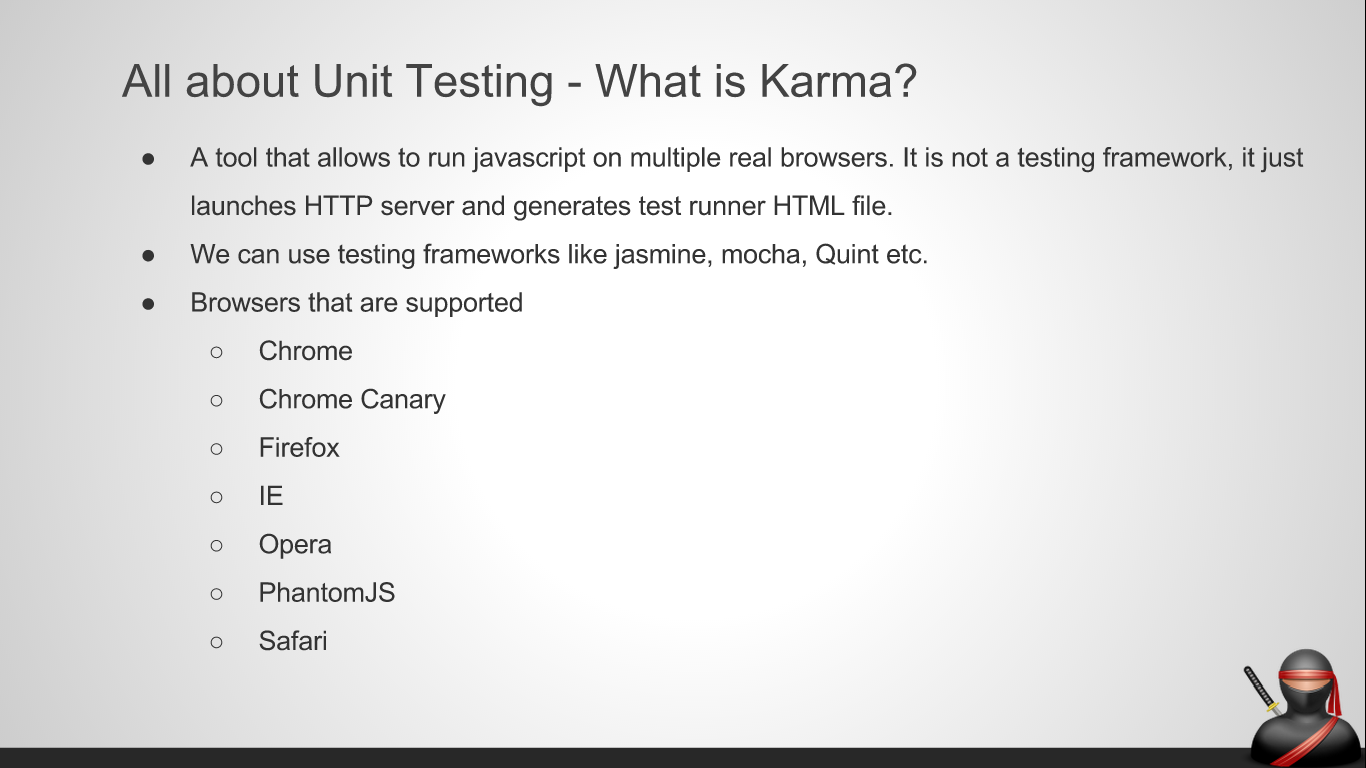 All about Unit Testing - What is Karma?
● A tool that allows to run javascript on multiple real browsers. It is not a testing framework, it just
launches HTTP server and generates test runner HTML file.
● We can use testing frameworks like jasmine, mocha, Quint etc.
● Browsers that are supported
○ Chrome
○ Chrome Canary
○ Firefox
○ IE
○ Opera
○ PhantomJS
○ Safari